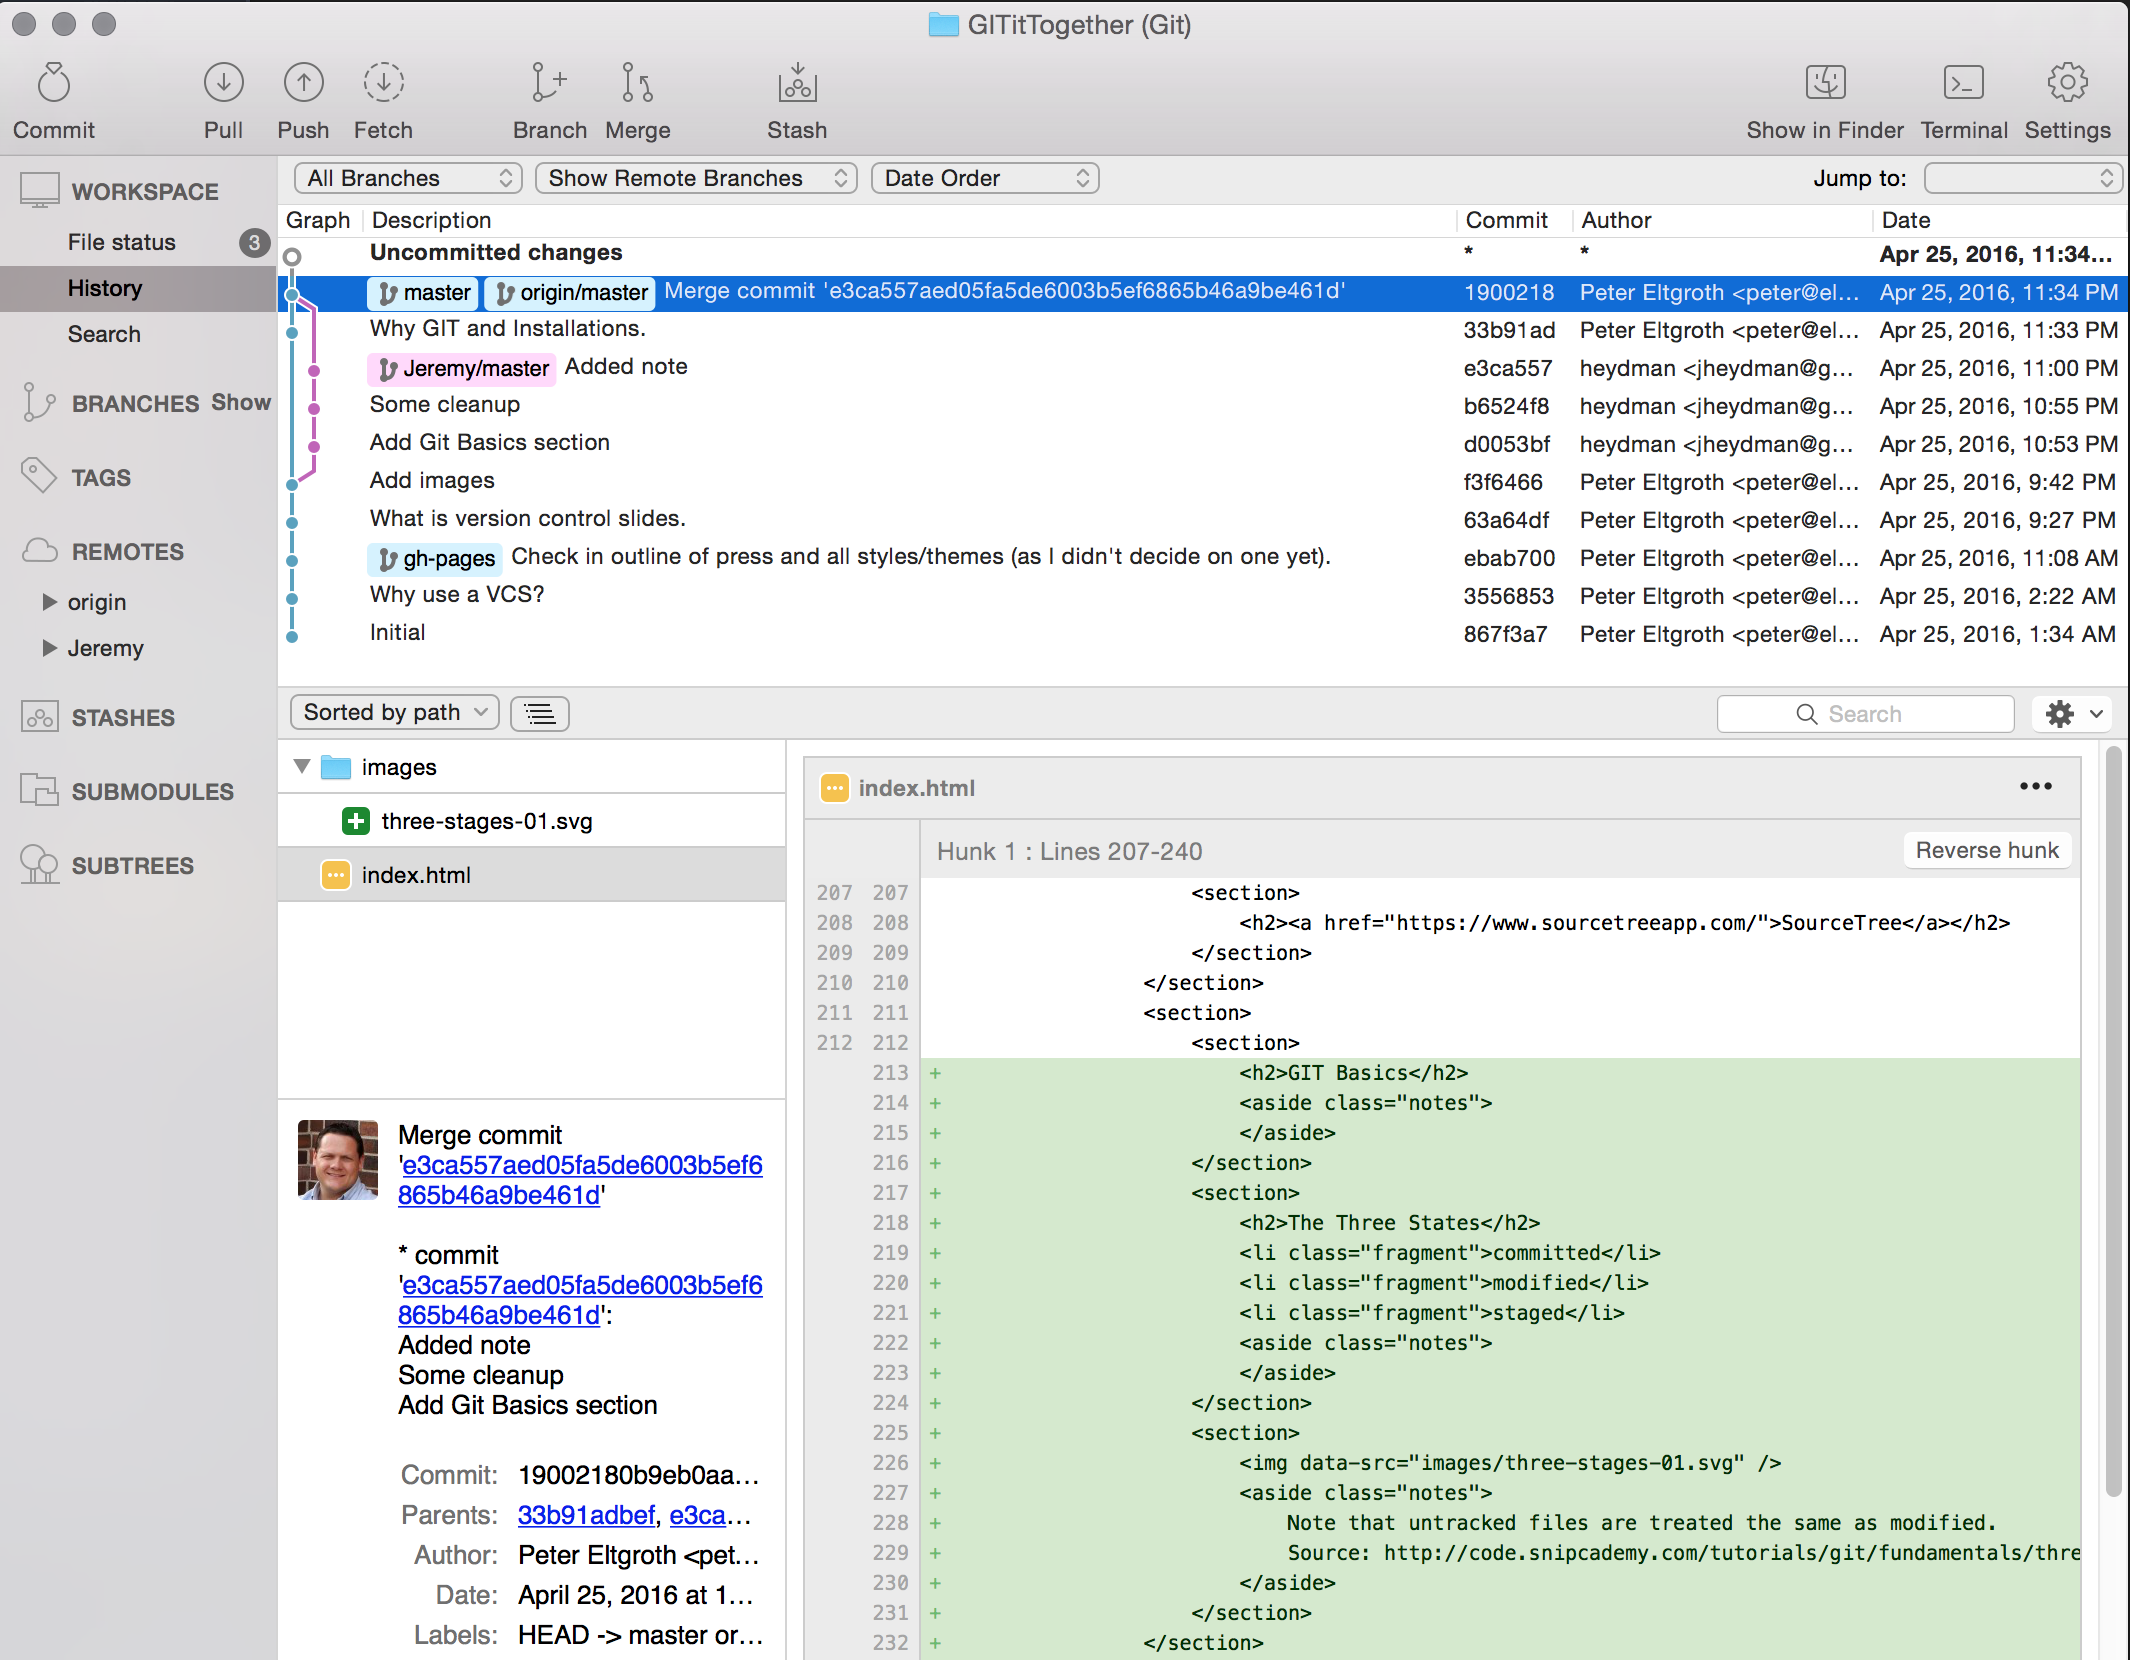 GITitTogether (Git)
Commit Pull Push Fetch Branch Merge Stash Show in Finder Terminal Settings
WORKSPACE
File status 3
History
Search
BRANCHES Show
TAGS
REMOTES
origin
Jeremy
STASHES
SUBMODULES
SUBTREES
All Branches Show Remote Branches Date Order Jump to:
Graph Description Commit Author Date
Uncommitted changes * * Apr 25, 2016, 11:34...
master origin/master Merge commit 'e3ca557aed05fa5de6003b5ef6865b46a9be461d' 1900218 Peter Eltgroth <peter@el... Apr 25, 2016, 11:34 PM
Why GIT and Installations. 33b91ad Peter Eltgroth <peter@el... Apr 25, 2016, 11:33 PM
Jeremy/master Added note e3ca557 heydman <jheydman@g... Apr 25, 2016, 11:00 PM
Some cleanup b6524f8 heydman <jheydman@g... Apr 25, 2016, 10:55 PM
Add Git Basics section d0053bf heydman <jheydman@g... Apr 25, 2016, 10:53 PM
Add images f3f6466 Peter Eltgroth <peter@el... Apr 25, 2016, 9:42 PM
What is version control slides. 63a64df Peter Eltgroth <peter@el... Apr 25, 2016, 9:27 PM
gh-pages Check in outline of press and all styles/themes (as I didn't decide on one yet). ebab700 Peter Eltgroth <peter@el... Apr 25, 2016, 11:08 AM
Why use a VCS? 3556853 Peter Eltgroth <peter@el... Apr 25, 2016, 2:22 AM
Initial 867f3a7 Peter Eltgroth <peter@el... Apr 25, 2016, 1:34 AM
Sorted by path Search
images
three-stages-01.svg
index.html
Merge commit
'e3ca557aed05fa5de6003b5ef6
865b46a9be461d'
* commit
'e3ca557aed05fa5de6003b5ef6
865b46a9be461d':
Added note
Some cleanup
Add Git Basics section
Commit: 19002180b9eb0aa...
Parents: 33b91adbef, e3ca...
Author: Peter Eltgroth <pet...
Date: April 25, 2016 at 1...
Labels: HEAD -> master or...
index.html
Hunk 1 : Lines 207-240 Reverse hunk
207 207 <section>
208 208 <h2><a href="https://www.sourcetreeapp.com/">SourceTree</a></h2>
209 209 </section>
210 210 </section>
211 211 <section>
212 212 <section>
213 + <h2>GIT Basics</h2>
214 + <aside class="notes">
215 + </aside>
216 + </section>
217 + <section>
218 + <h2>The Three States</h2>
219 + <li class="fragment">committed</li>
220 + <li class="fragment">modified</li>
221 + <li class="fragment">staged</li>
222 + <aside class="notes">
223 + </aside>
224 + </section>
225 + <section>
226 + <img data-src="images/three-stages-01.svg" />
227 + <aside class="notes">
228 + Note that untracked files are treated the same as modified.
229 + Source: http://code.snipcademy.com/tutorials/git/fundamentals/thre
230 + </aside>
231 + </section>
232 + </section>